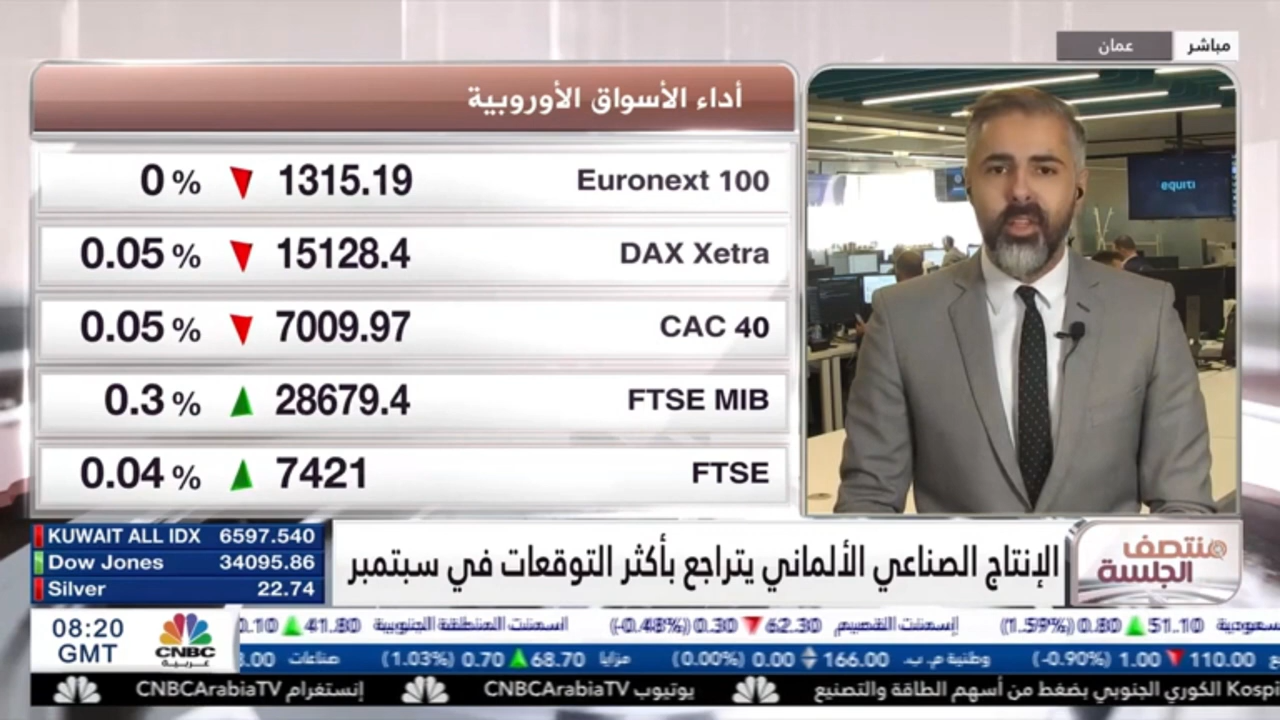 مباشر
عمان
أداء الأسواق الأوروبية
Euronext 100 1315.19 0 %
DAX Xetra 15128.4 0.05 %
CAC 40 7009.97 0.05 %
FTSE MIB 28679.4 0.3 %
FTSE 7421 0.04 %
equiti
منتصف
الجلسة
الإنتاج الصناعي الألماني يتراجع بأكثر التوقعات في سبتمبر
KUWAIT ALL IDX 6597.540
Dow Jones 34095.86
Silver 22.74
08:20
GMT
CNBC
عربية
51.10 0.80 (1.59%) إسمنت القصيم 62.30 0.30 (-0.48%) اسمنت المنطقة الجنوبية 41.80
110.00 1.00 (-0.90%) وطنية م. ب. 166.00 0.00 (0.00%) مزايا 68.70 0.70 (1.03%) صناعات
Kospi الكوري الجنوبي بضغط من أسهم الطاقة والتصنيع يوتيوب CNBCArabiaTV إنستغرام CNBCArabiaTV